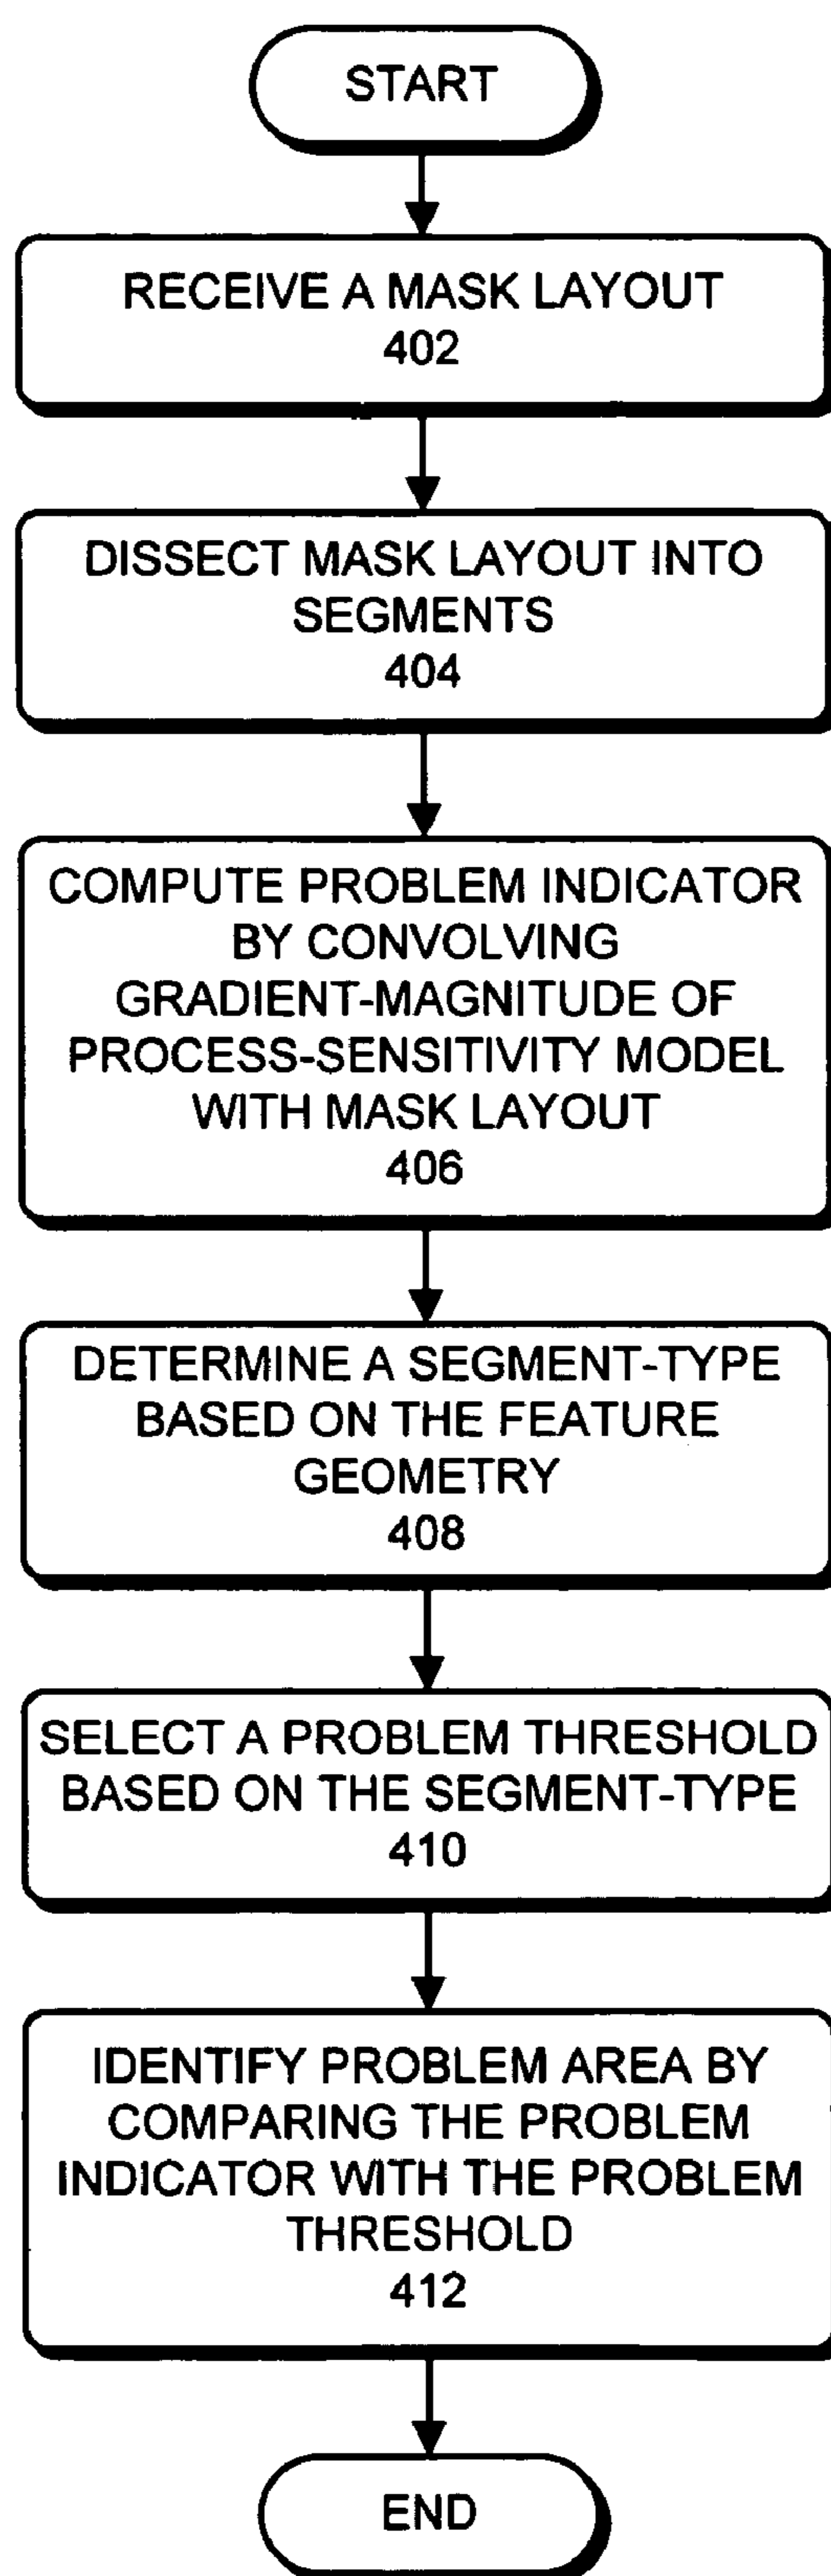 START
RECEIVE A MASK LAYOUT
402
DISSECT MASK LAYOUT INTO
SEGMENTS
404
COMPUTE PROBLEM INDICATOR
BY CONVOLVING
GRADIENT-MAGNITUDE OF
PROCESS-SENSITIVITY MODEL
WITH MASK LAYOUT
406
DETERMINE A SEGMENT-TYPE
BASED ON THE FEATURE
GEOMETRY
408
SELECT A PROBLEM THRESHOLD
BASED ON THE SEGMENT-TYPE
410
IDENTIFY PROBLEM AREA BY
COMPARING THE PROBLEM
INDICATOR WITH THE PROBLEM
THRESHOLD
412
END